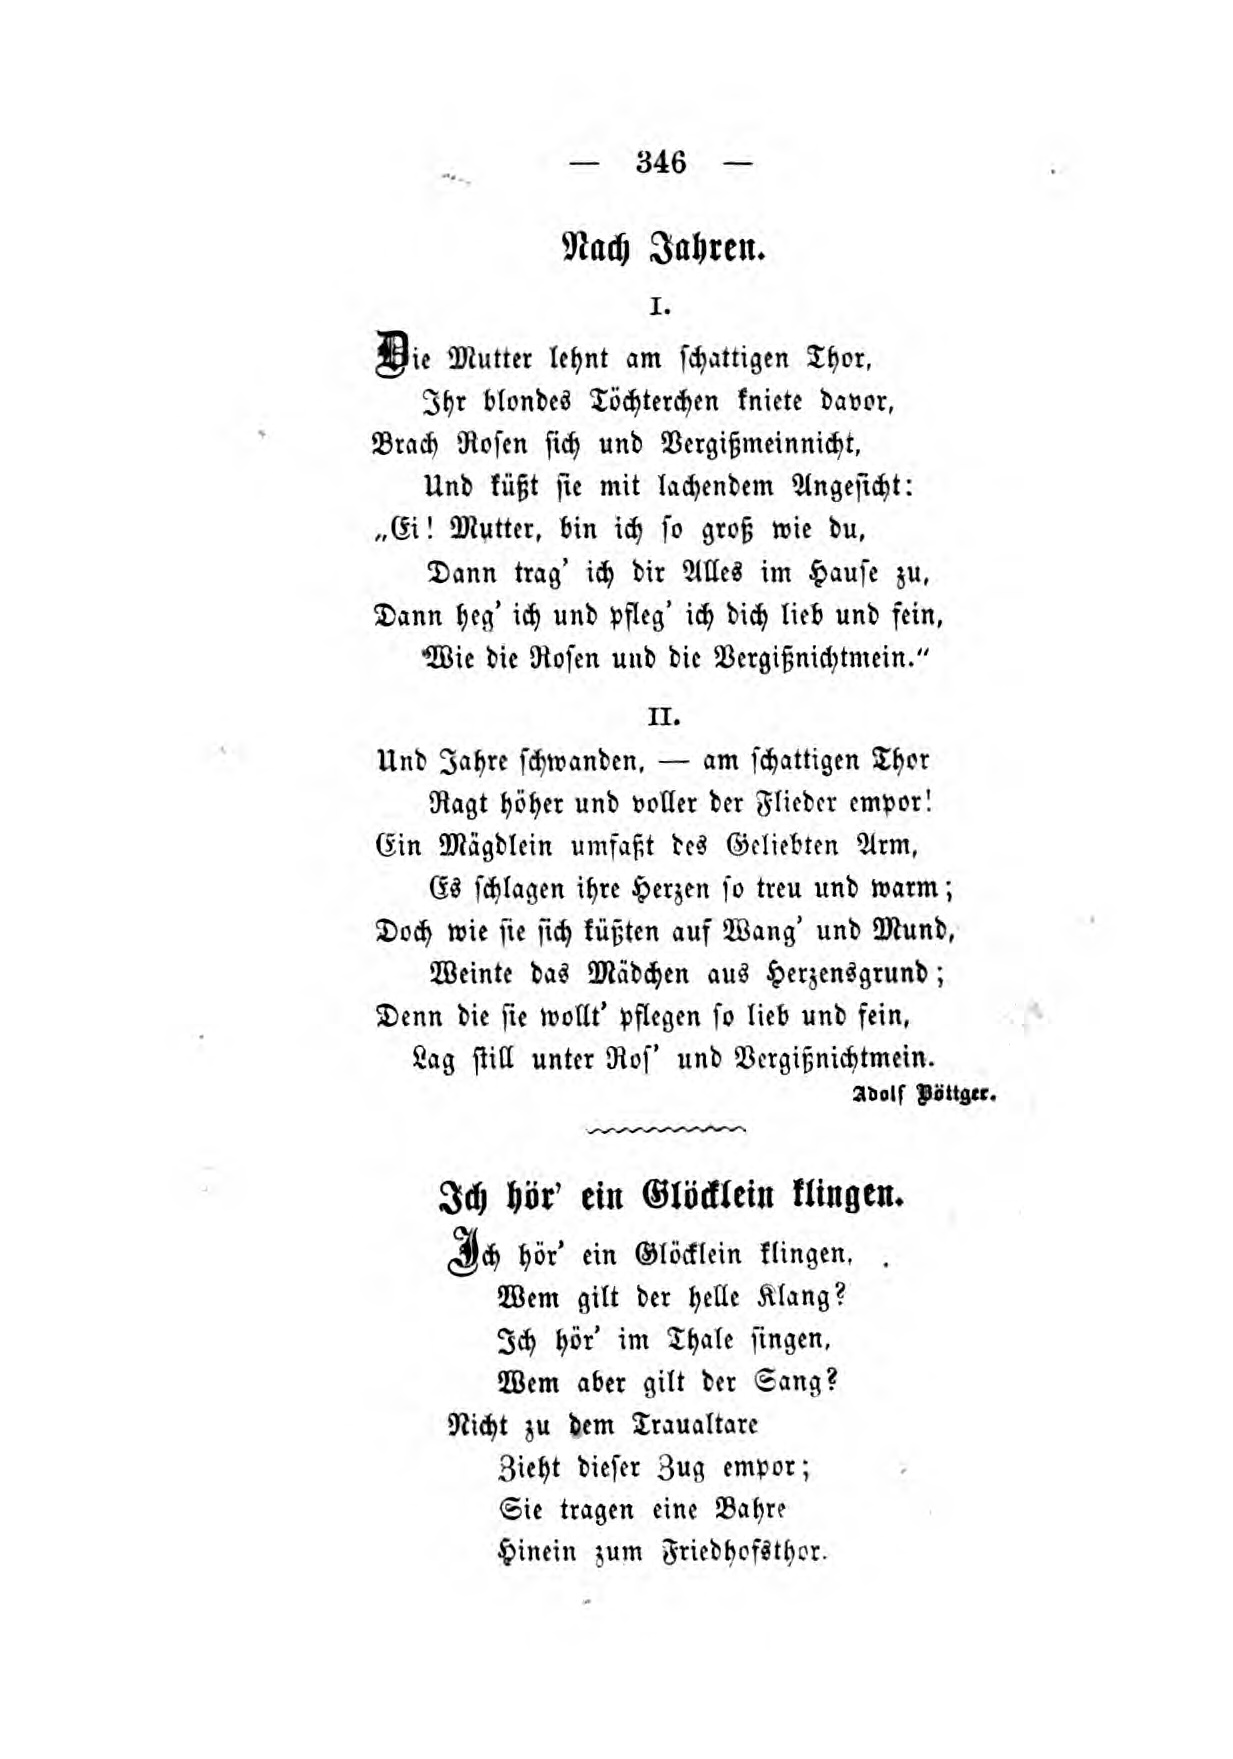 — 346 —
Nach Jahren.
I.
Die Mutter lehnt am schattigen Thor,
Ihr blondes Töchterchen kniete davor,
Brach Rosen sich und Vergißmeinnicht,
Und küßt sie mit lachendem Angesicht:
„Ei! Mutter, bin ich so groß wie du,
Dann trag’ ich dir Alles im Hause zu,
Dann heg’ ich und pfleg’ ich dich lieb und fein,
Wie die Rosen und die Vergißnichtmein.“
II.
Und Jahre schwanden, — am schattigen Thor
Ragt höher und voller der Flieder empor!
Ein Mägdlein umfaßt des Geliebten Arm,
Es schlagen ihre Herzen so treu und warm;
Doch wie sie sich küßten auf Wang’ und Mund,
Weinte das Mädchen aus Herzensgrund;
Denn die sie wollt’ pflegen so lieb und fein,
Lag still unter Ros’ und Vergißnichtmein.
Adolf Böttger.
Ich hör’ ein Glöcklein klingen.
Ich hör’ ein Glöcklein klingen,
Wem gilt der helle Klang?
Ich hör’ im Thale singen,
Wem aber gilt der Sang?
Nicht zu dem Traualtare
Zieht dieser Zug empor;
Sie tragen eine Bahre
Hinein zum Friedhofsthor.